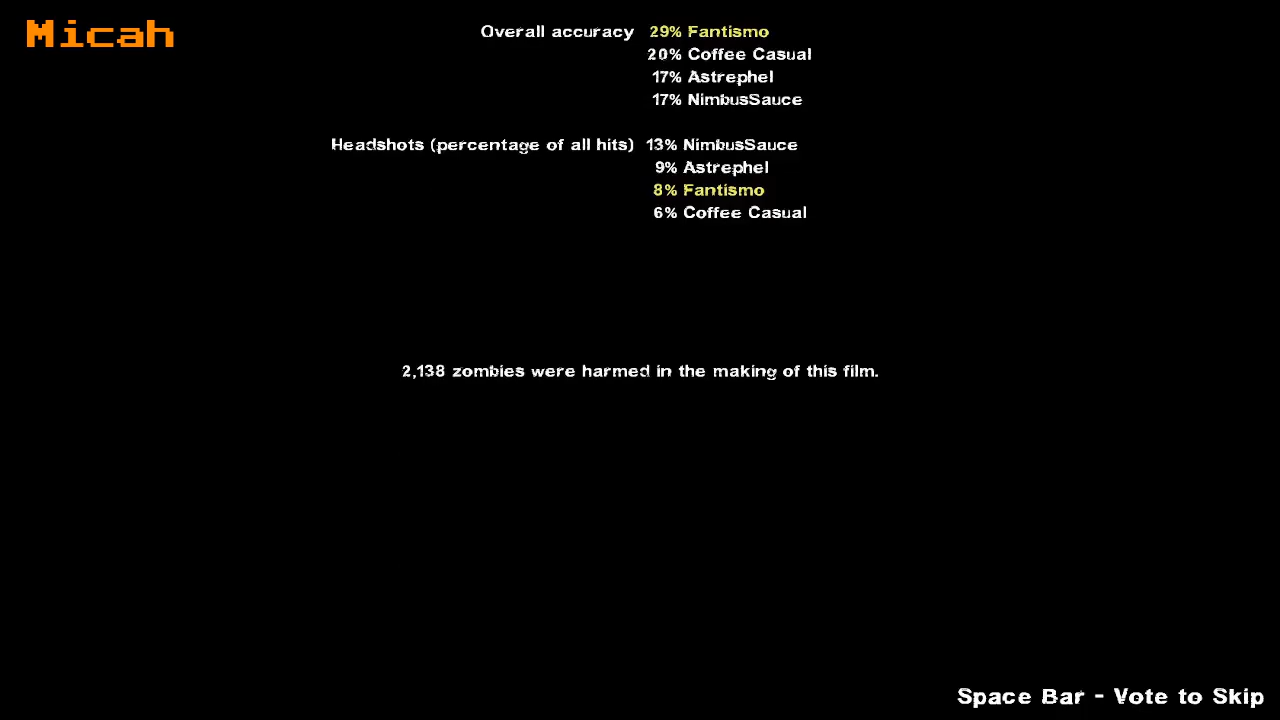 Micah
Overall accuracy 29% Fantismo
20% Coffee Casual
17% Astrephel
17% NimbusSauce
Headshots (percentage of all hits) 13% NimbusSauce
9% Astrephel
8% Fantismo
6% Coffee Casual
2,138 zombies were harmed in the making of this film.
Space Bar - Vote to Skip